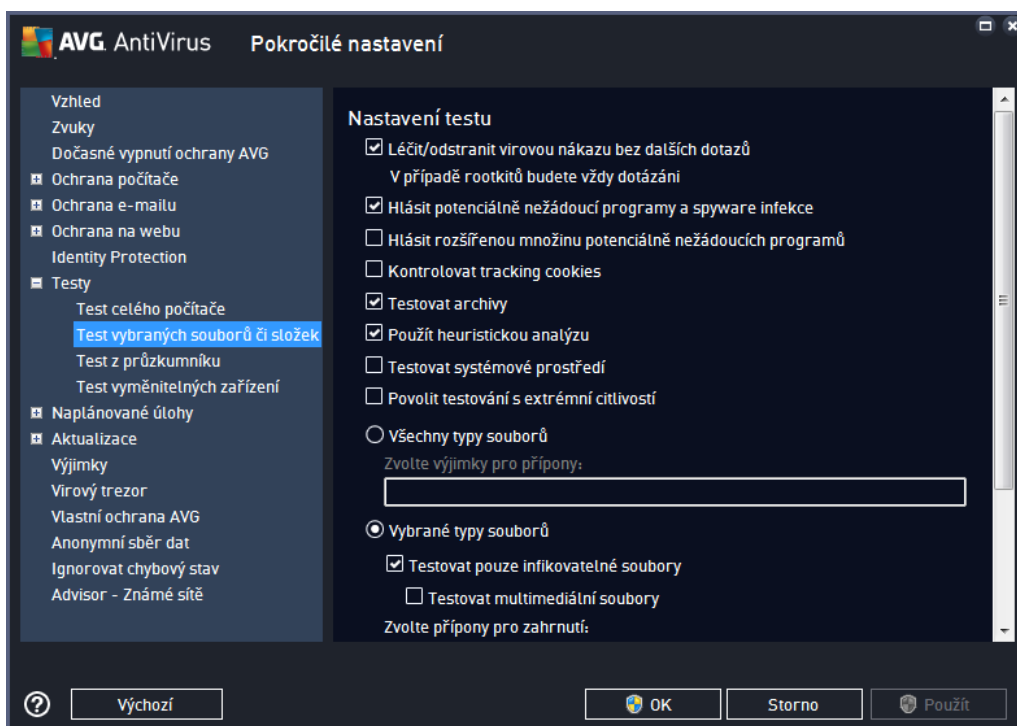 AVG. AntiVirus Pokročilé nastavení
Vzhled
Zvuky
Dočasné vypnutí ochrany AVG
Ochrana počítače
Ochrana e-mailu
Ochrana na webu
Identity Protection
Testy
Test celého počítače
Test vybraných souborů či složek
Test z průzkumníku
Test vyměnitelných zařízení
Naplánované úlohy
Aktualizace
Výjimky
Virový trezor
Vlastní ochrana AVG
Anonymní sběr dat
Ignorovat chybový stav
Advisor - Známé sítě
Nastavení testu
Léčit/odstranit virovou nákazu bez dalších dotazů
V případě rootkitů budete vždy dotázáni
Hlásit potenciálně nežádoucí programy a spyware infekce
Hlásit rozšířenou množinu potenciálně nežádoucích programů
Kontrolovat tracking cookies
Testovat archivy
Použít heuristickou analýzu
Testovat systémové prostředí
Povolit testování s extrémní citlivostí
Všechny typy souborů
Zvolte výjimky pro přípony:
Vybrané typy souborů
Testovat pouze infikovatelné soubory
Testovat multimediální soubory
Zvolte přípony pro zahrnutí:
? Výchozí OK Storno Použít